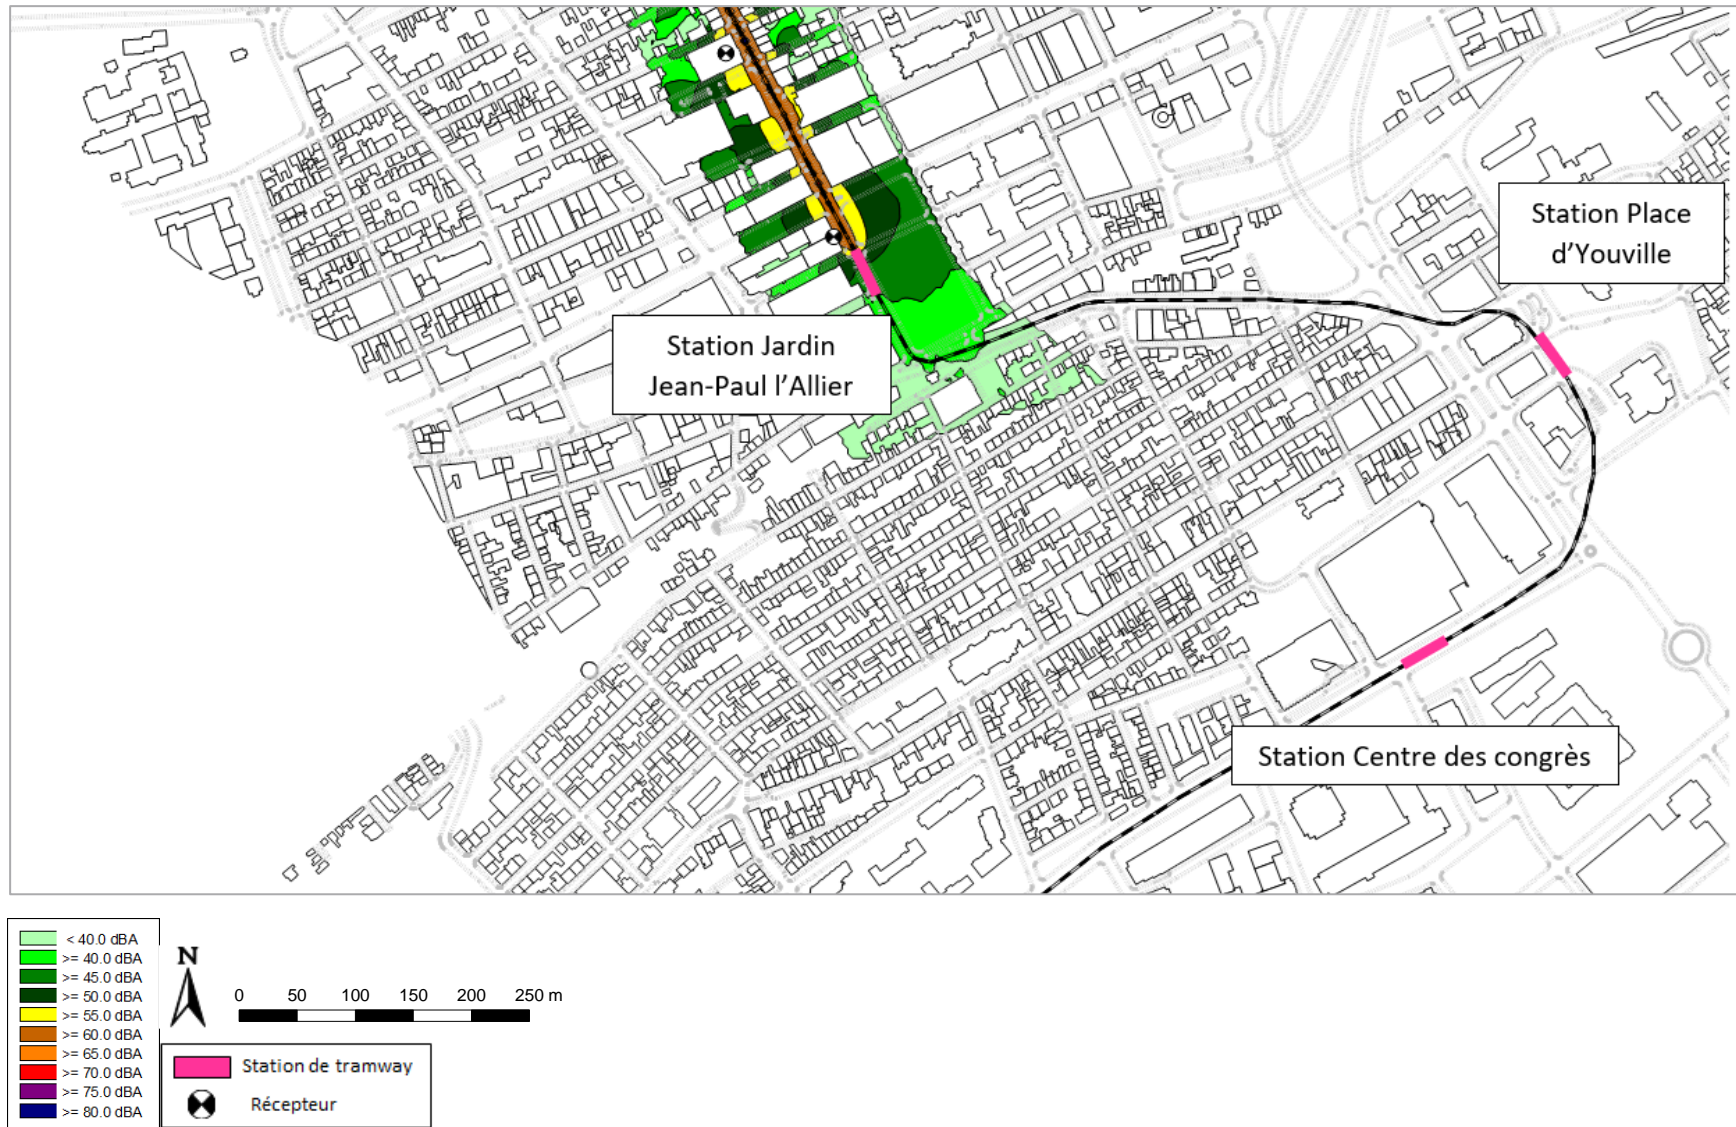 Station Place
d'Youville
Station Jardin
Jean-Paul l'Allier
Station Centre des congrès
< 40.0 dBA
>= 40.0 dBA
>= 45.0 dBA
>= 50.0 dBA
>= 55.0 dBA
>= 60.0 dBA
>= 65.0 dBA
>= 70.0 dBA
>= 75.0 dBA
>= 80.0 dBA
N
0 50 100 150 200 250 m
Station de tramway
Récepteur